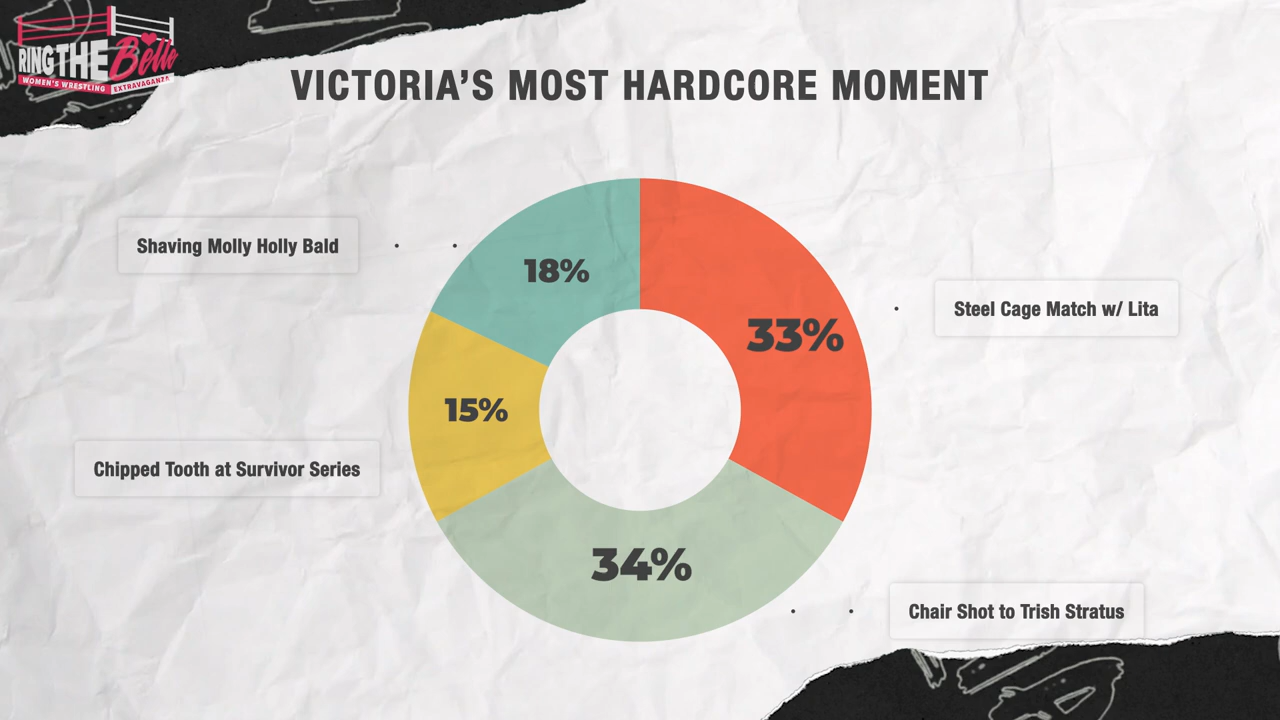 RING THE Belle
WOMEN'S WRESTLING EXTRAVAGANZA
VICTORIA’S MOST HARDCORE MOMENT
Shaving Molly Holly Bald
18%
33%
Steel Cage Match w/ Lita
15%
Chipped Tooth at Survivor Series
34%
Chair Shot to Trish Stratus